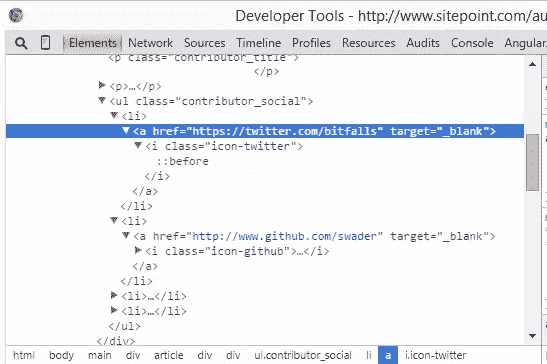 Developer Tools - http://www.sitepoint.com/au
Elements Network Sources Timeline Profiles Resources Audits Console Angular
<p class="contributor_title">
</p>
<p>…</p>
<ul class="contributor_social">
<li>
<a href="https://twitter.com/bitfalls" target="_blank">
<i class="icon-twitter">
::before
</i>
</a>
</li>
<li>
<a href="http://www.github.com/swader" target="_blank">
<i class="icon-github">…</i>
</a>
</li>
<li>…</li>
<li>…</li>
</ul>
</div>
html body main div article div div ul.contributor_social li a i.icon-twitter